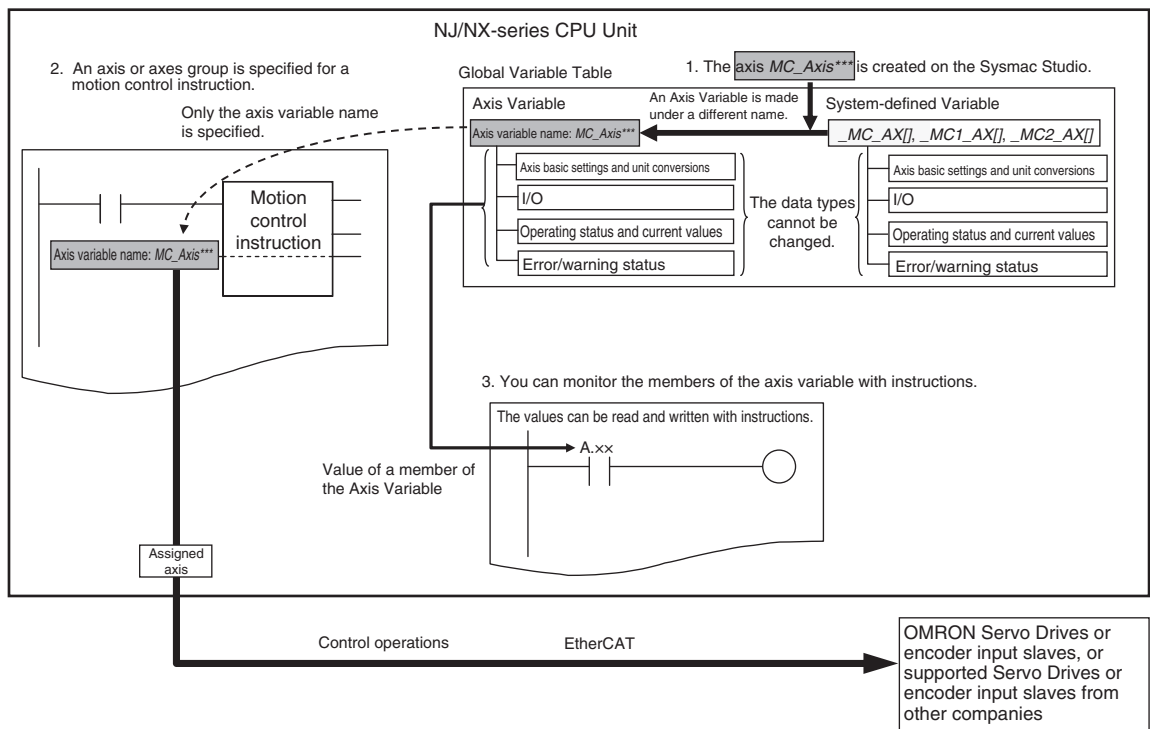 NJ/NX-series CPU Unit
2. An axis or axes group is specified for a
motion control instruction.
Only the axis variable name
is specified.
Motion
control
instruction
Axis variable name: MC_Axis***
Global Variable Table
1. The axis MC_Axis*** is created on the Sysmac Studio.
Axis Variable
An Axis Variable is made
under a different name.
System-defined Variable
Axis variable name: MC_Axis***
_MC_AX[], _MC1_AX[], _MC2_AX[]
Axis basic settings and unit conversions
I/O
Operating status and current values
Error/warning status
The data types
cannot be
changed.
Axis basic settings and unit conversions
I/O
Operating status and current values
Error/warning status
3. You can monitor the members of the axis variable with instructions.
The values can be read and written with instructions.
A.××
Value of a member of
the Axis Variable
Assigned
axis
Control operations
EtherCAT
OMRON Servo Drives or
encoder input slaves, or
supported Servo Drives or
encoder input slaves from
other companies